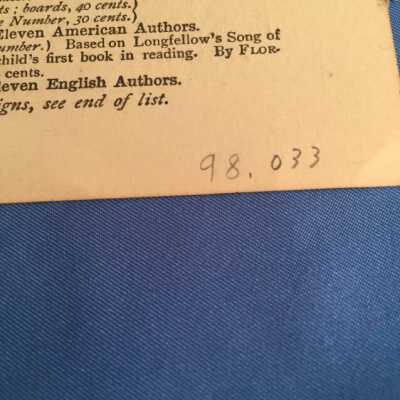 ts; boards, 40 cents.)
e Number, 30 cents.)
Eleven American Authors.
umber.) Based on Longfellow's Song of
child's first book in reading. By FLOR-
cents.
leven English Authors.
igns, see end of list.
98.033